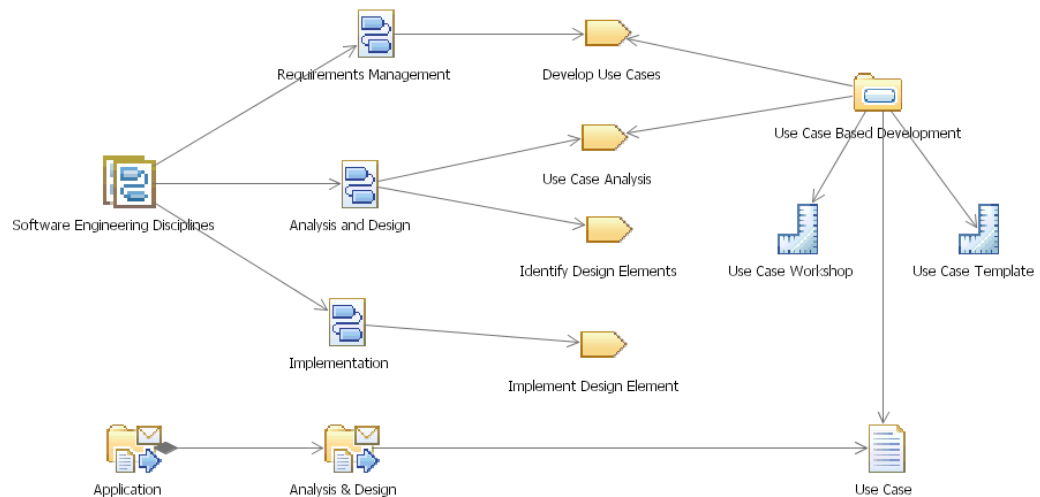 Requirements Management
Develop Use Cases
Use Case Based Development
Use Case Analysis
Software Engineering Disciplines
Analysis and Design
Identify Design Elements
Use Case Workshop
Use Case Template
Implementation
Implement Design Element
Application
Analysis & Design
Use Case